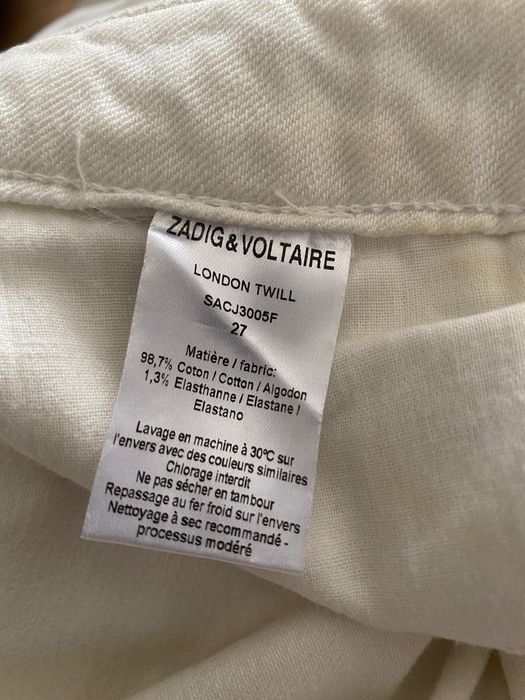 ZADIG&VOLTAIRE
LONDON TWILL
SACJ3005F
27
Matière / fabric:
98,7% Coton / Cotton / Algodon
1,3% Elasthanne / Elastane /
Elastano
Lavage en machine à 30°C sur
l'envers avec des couleurs similaires
Chlorage interdit
Ne pas sécher en tambour
Repassage au fer froid sur l'envers
Nettoyage à sec recommandé -
processus modéré